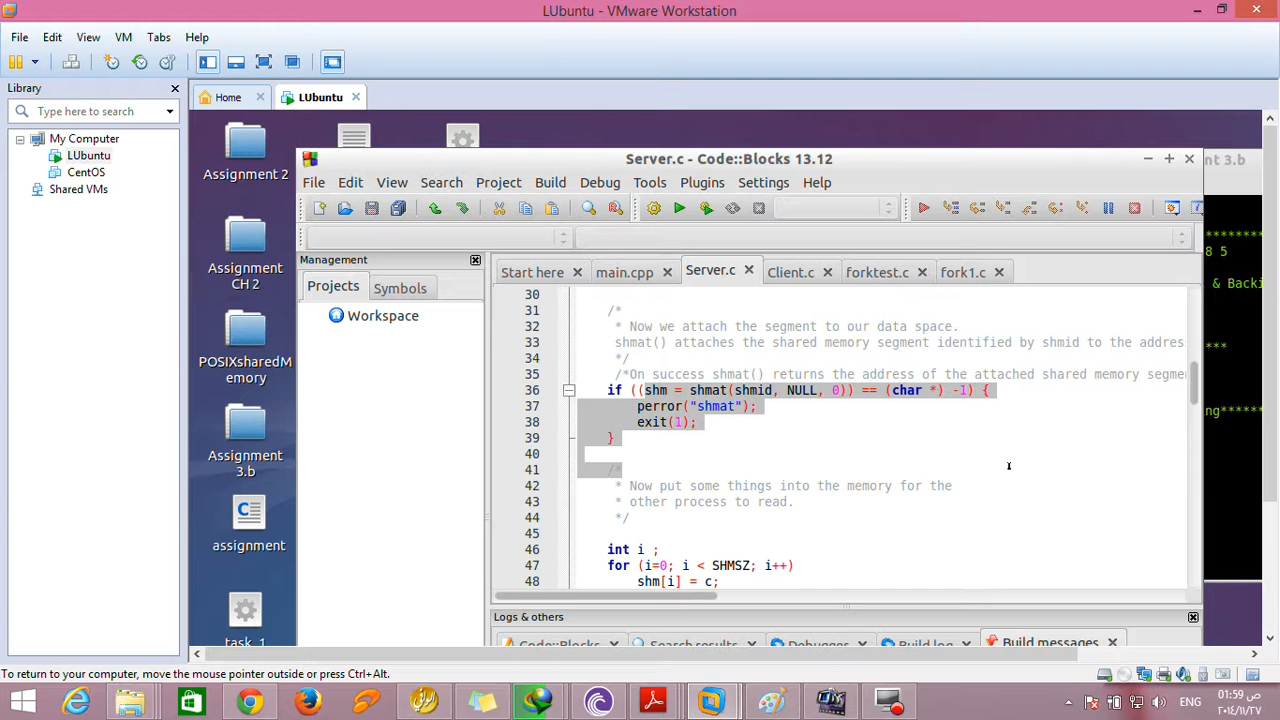 LUbuntu - VMware Workstation
File Edit View VM Tabs Help
Library
Type here to search
My Computer
LUbuntu
CentOS
Shared VMs
Home
LUbuntu
Assignment 2
Assignment
CH 2
POSIXsharedM
emory
Assignment
3.b
assignment
task_1
nt 3.b
********
8 5
& Backi
***
ng**
Server.c - Code::Blocks 13.12
File Edit View Search Project Build Debug Tools Plugins Settings Help
Management
Projects Symbols
Workspace
Start here main.cpp Server.c Client.c forktest.c fork1.c
30
31 /*
32 * Now we attach the segment to our data space.
33 shmat() attaches the shared memory segment identified by shmid to the addres
34 */
35 /*On success shmat() returns the address of the attached shared memory segme
36 if ((shm = shmat(shmid, NULL, 0)) == (char *) -1) {
37 perror("shmat");
38 exit(1);
39 }
40
41 /*
42 * Now put some things into the memory for the
43 * other process to read.
44 */
45
46 int i ;
47 for (i=0; i < SHMSZ; i++)
48 shm[i] = c;
Logs & others
Code::Blocks Search results Debugger Build log Build messages
To return to your computer, move the mouse pointer outside or press Ctrl+Alt.
ENG
01:59 ص
٢٠١٤/١١/٢٧